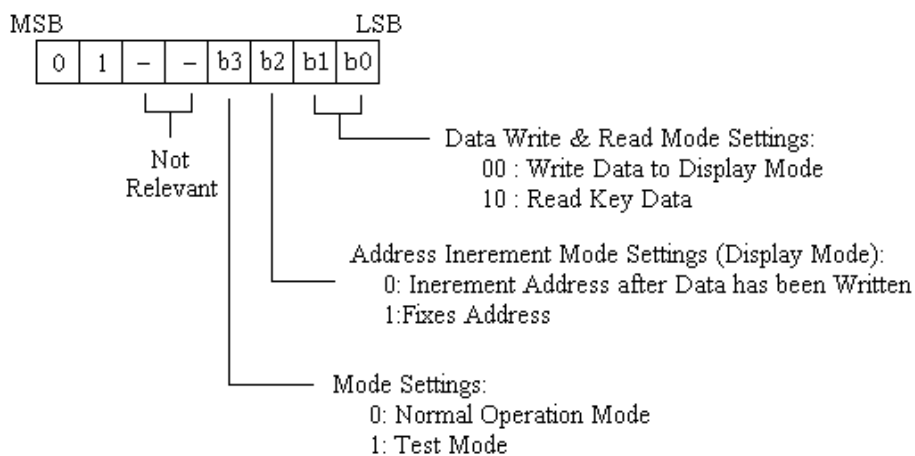 MSB LSB
0 1 – – b3 b2 b1 b0
Data Write & Read Mode Settings:
00 : Write Data to Display Mode
10 : Read Key Data
Not
Relevant
Address Inerement Mode Settings (Display Mode):
0: Inerement Address after Data has been Written
1:Fixes Address
Mode Settings:
0: Normal Operation Mode
1: Test Mode